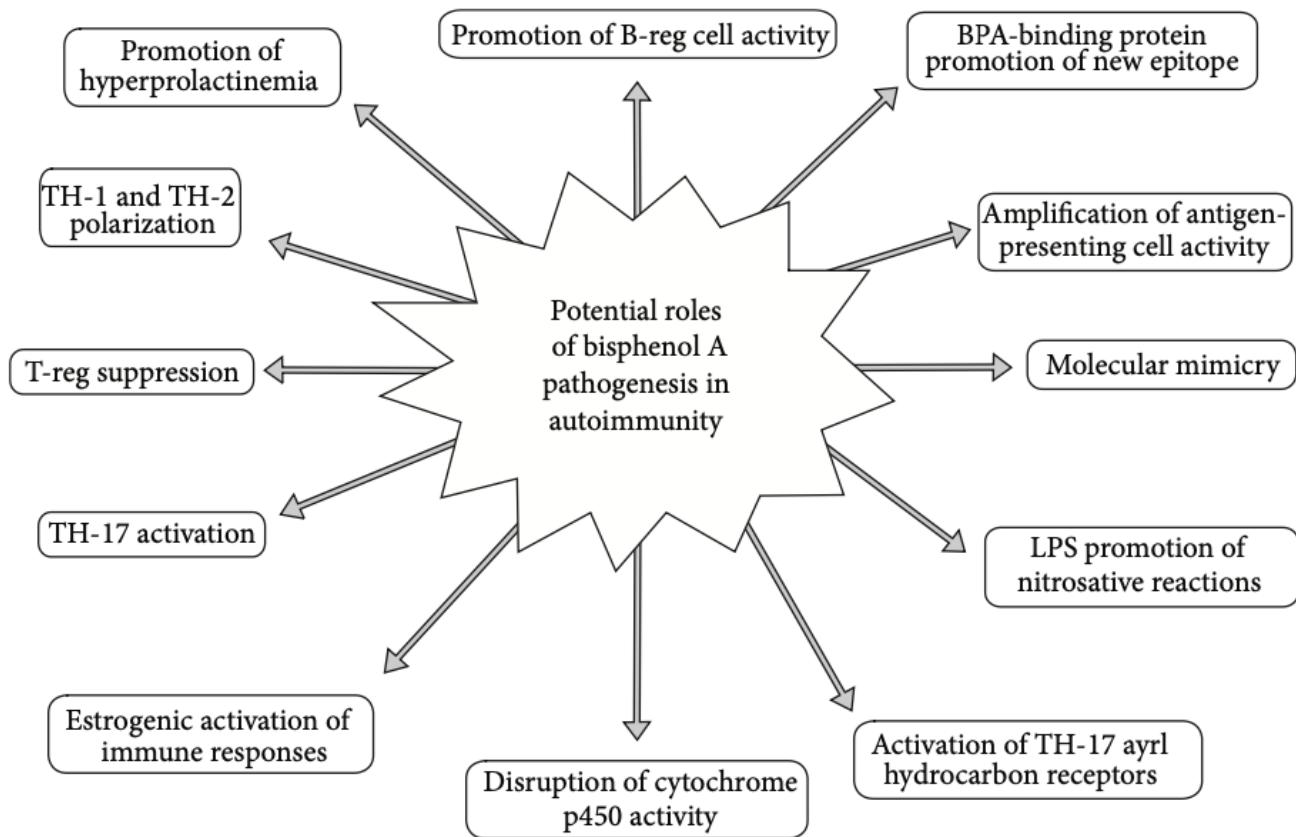 Promotion of
hyperprolactinemia
Promotion of B-reg cell activity
BPA-binding protein
promotion of new epitope
TH-1 and TH-2
polarization
Amplification of antigen-
presenting cell activity
Potential roles
of bisphenol A
pathogenesis in
autoimmunity
T-reg suppression
Molecular mimicry
TH-17 activation
LPS promotion of
nitrosative reactions
Estrogenic activation of
immune responses
Disruption of cytochrome
p450 activity
Activation of TH-17 ayrl
hydrocarbon receptors